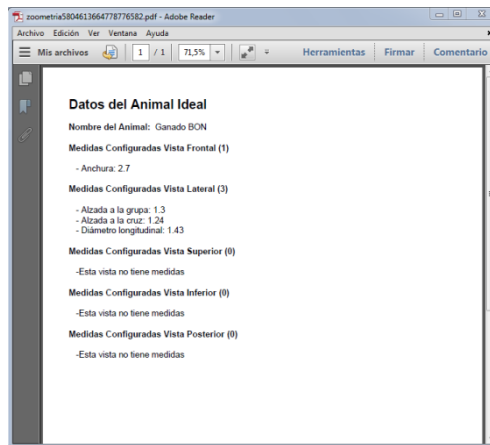 zoometria5804613664778776582.pdf - Adobe Reader
Archivo Edición Ver Ventana Ayuda
Mis archivos 1 / 1 71,5% Herramientas Firmar Comentario
Datos del Animal Ideal
Nombre del Animal: Ganado BON
Medidas Configuradas Vista Frontal (1)
- Anchura: 2.7
Medidas Configuradas Vista Lateral (3)
- Alzada a la grupa: 1.3
- Alzada a la cruz: 1.24
- Diámetro longitudinal: 1.43
Medidas Configuradas Vista Superior (0)
-Esta vista no tiene medidas
Medidas Configuradas Vista Inferior (0)
-Esta vista no tiene medidas
Medidas Configuradas Vista Posterior (0)
-Esta vista no tiene medidas